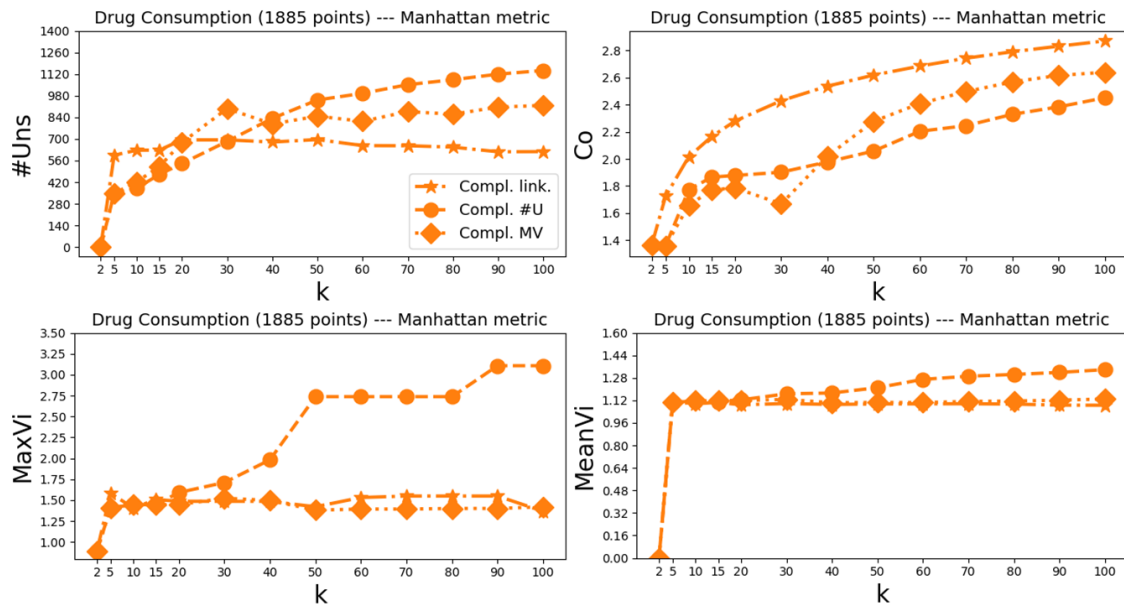 Drug Consumption (1885 points) --- Manhattan metric
1400
1260
1120
980
840
700
560
420
280
140
0
#Uns
Compl. link.
Compl. #U
Compl. MV
2 5 10 15 20 30 40 50 60 70 80 90 100
k
Drug Consumption (1885 points) --- Manhattan metric
2.8
2.6
2.4
2.2
2.0
1.8
1.6
1.4
Co
2 5 10 15 20 30 40 50 60 70 80 90 100
k
Drug Consumption (1885 points) --- Manhattan metric
3.50
3.25
3.00
2.75
2.50
2.25
2.00
1.75
1.50
1.25
1.00
MaxVi
2 5 10 15 20 30 40 50 60 70 80 90 100
k
Drug Consumption (1885 points) --- Manhattan metric
1.60
1.44
1.28
1.12
0.96
0.80
0.64
0.48
0.32
0.16
0.00
MeanVi
2 5 10 15 20 30 40 50 60 70 80 90 100
k